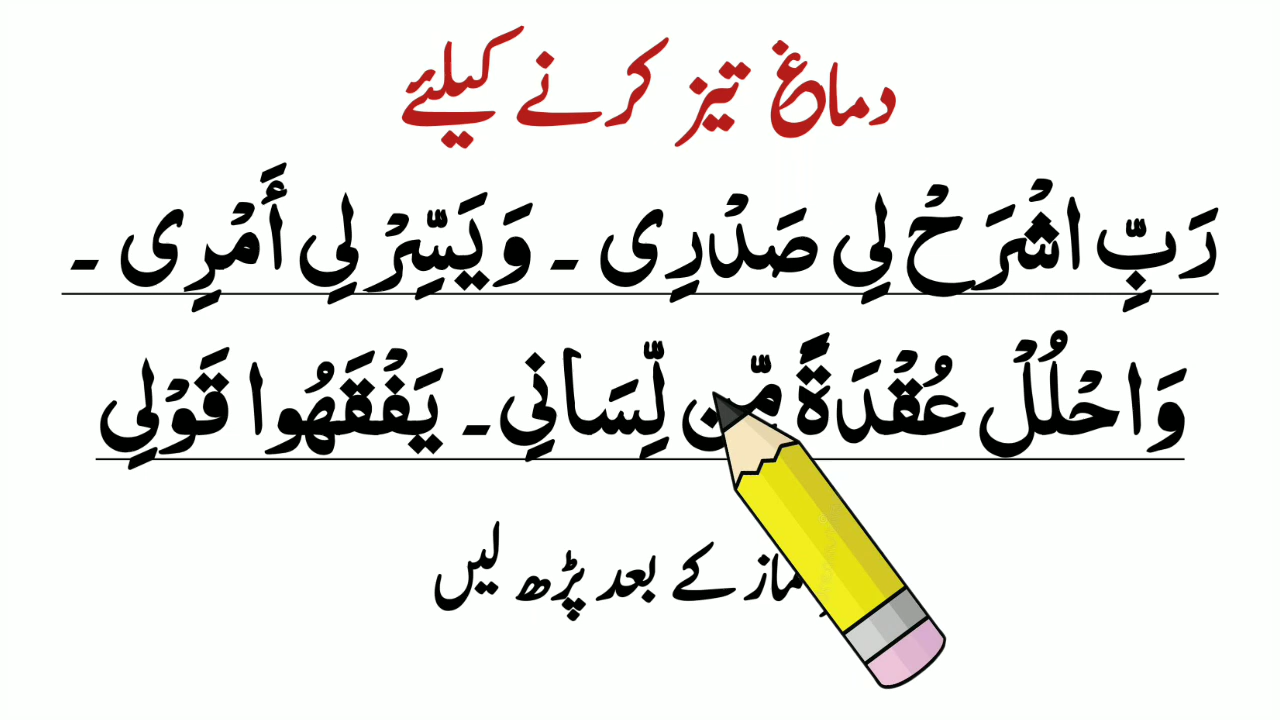 دماغ تیز کرنے کیلئے
رَبِّ اشْرَحْ لِي صَدْرِی ۔ وَيَسِّرْ لِي أَمْرِی ۔
وَاحْلُلْ عُقْدَةً مِّن لِّسَانِي۔ يَفْقَهُوا قَوْلِي
کے بعد پڑھ لیں